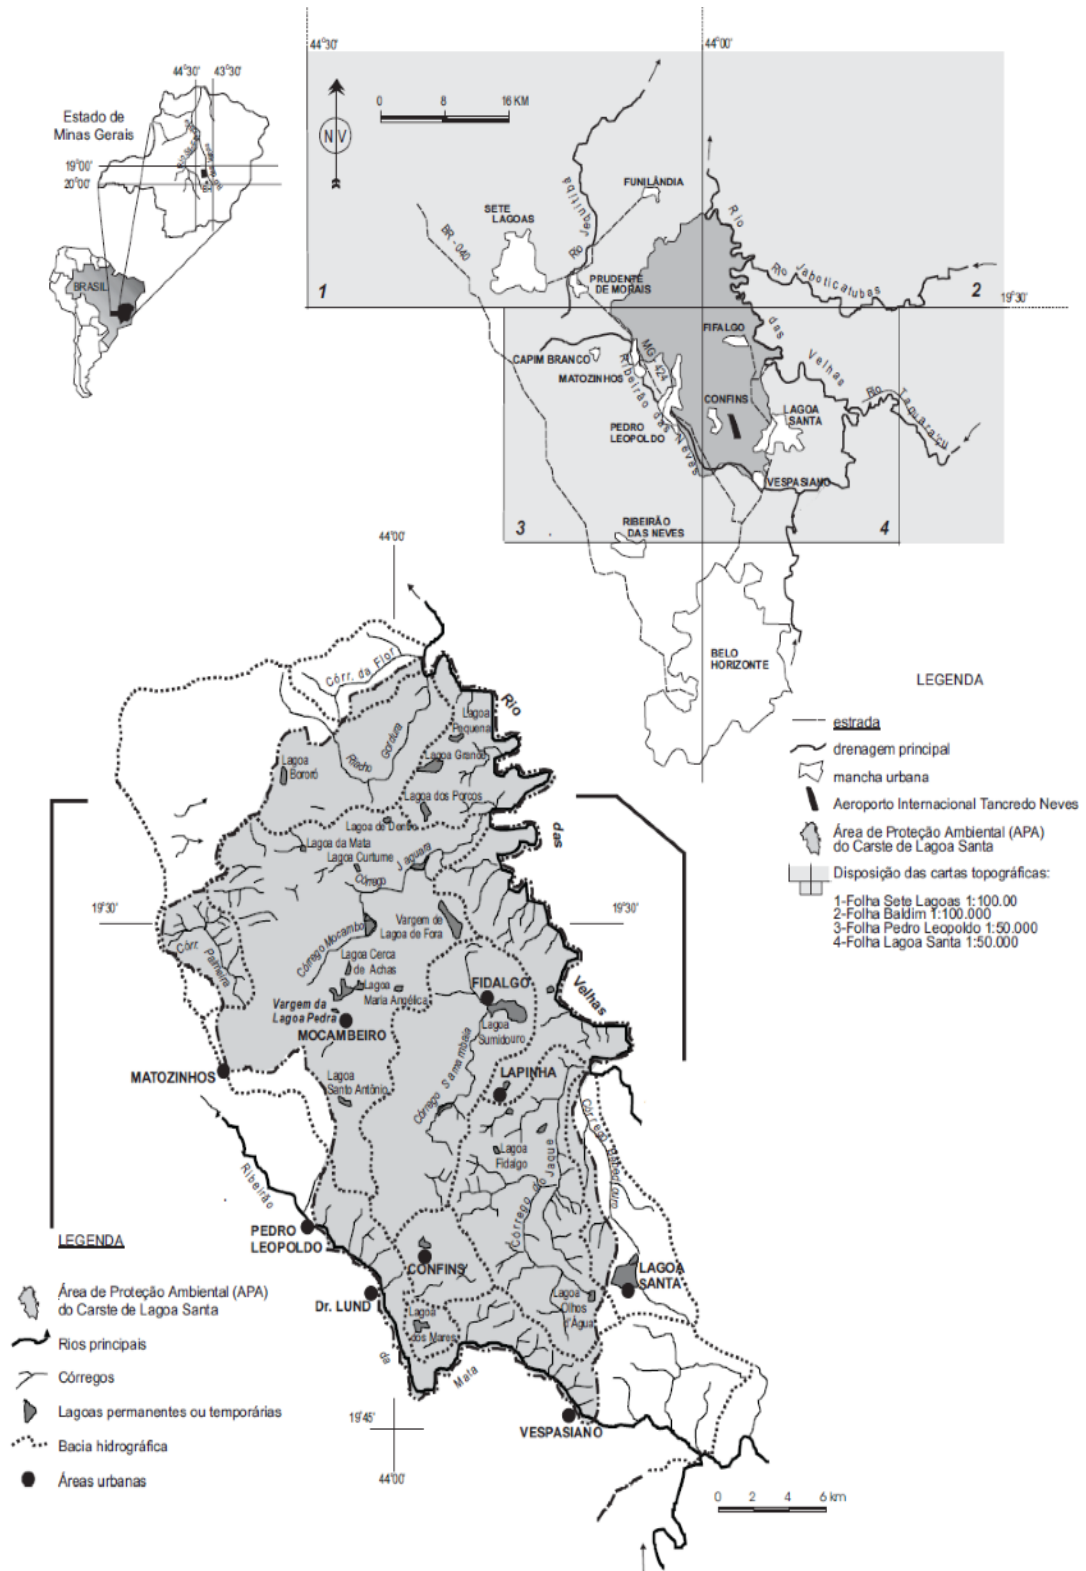 44°30'
44°00'
44°30' 43°30'
Estado de
Minas Gerais
19°00'
20°00'
BRASIL
0 8 16 KM
N V
FUNILÂNDIA
SETE
LAGOAS
BR - 040
Rio Jequitibá
PRUDENTE
DE MORAIS
Rio
das
Velhas
Rio Jaboticatubas
1
2
19°30'
FIFALGO
CAPIM BRANCO
MATOZINHOS
MG - 424
Ribeirão das Neves
CONFINS
LAGOA
SANTA
Rio Taquaraçu
PEDRO
LEOPOLDO
VESPASIANO
3
4
RIBEIRÃO
DAS NEVES
BELO
HORIZONTE
LEGENDA
estrada
drenagem principal
mancha urbana
Aeroporto Internacional Tancredo Neves
Área de Proteção Ambiental (APA)
do Carste de Lagoa Santa
Disposição das cartas topográficas:
1-Folha Sete Lagoas 1:100.00
2-Folha Baldim 1:100.000
3-Folha Pedro Leopoldo 1:50.000
4-Folha Lagoa Santa 1:50.000
44°00'
Córr. da Flor
Rio
Lagoa
Pequena
Riacho Gordura
Lagoa Grande
Lagoa
Bororó
Lagoa dos Porcos
Lagoa de Dentro
das
Lagoa da Mata
Lagoa Curtume
Córrego Jaguara
19°30'
19°30'
Vargem de
Lagoa de Fora
Córr. Palmeira
Córrego Mocambo
Lagoa Cerca
de Achas
Lagoa
Maria Angélica
FIDALGO
Velhas
Vargem da
Lagoa Pedra
MOCAMBEIRO
Lagoa
Sumidouro
MATOZINHOS
Lagoa
Santo Antônio
Córrego Samambaia
LAPINHA
Lagoa
Fidalgo
Córrego do Jaque
Córrego Bebedouro
Ribeirão
PEDRO
LEOPOLDO
CONFINS
LAGOA
SANTA
Dr. LUND
Lagoa
dos Mares
Lagoa
Olhos
d'Água
da
Mata
19°45'
VESPASIANO
44°00'
0 2 4 6 km
LEGENDA
Área de Proteção Ambiental (APA)
do Carste de Lagoa Santa
Rios principais
Córregos
Lagoas permanentes ou temporárias
Bacia hidrográfica
Áreas urbanas